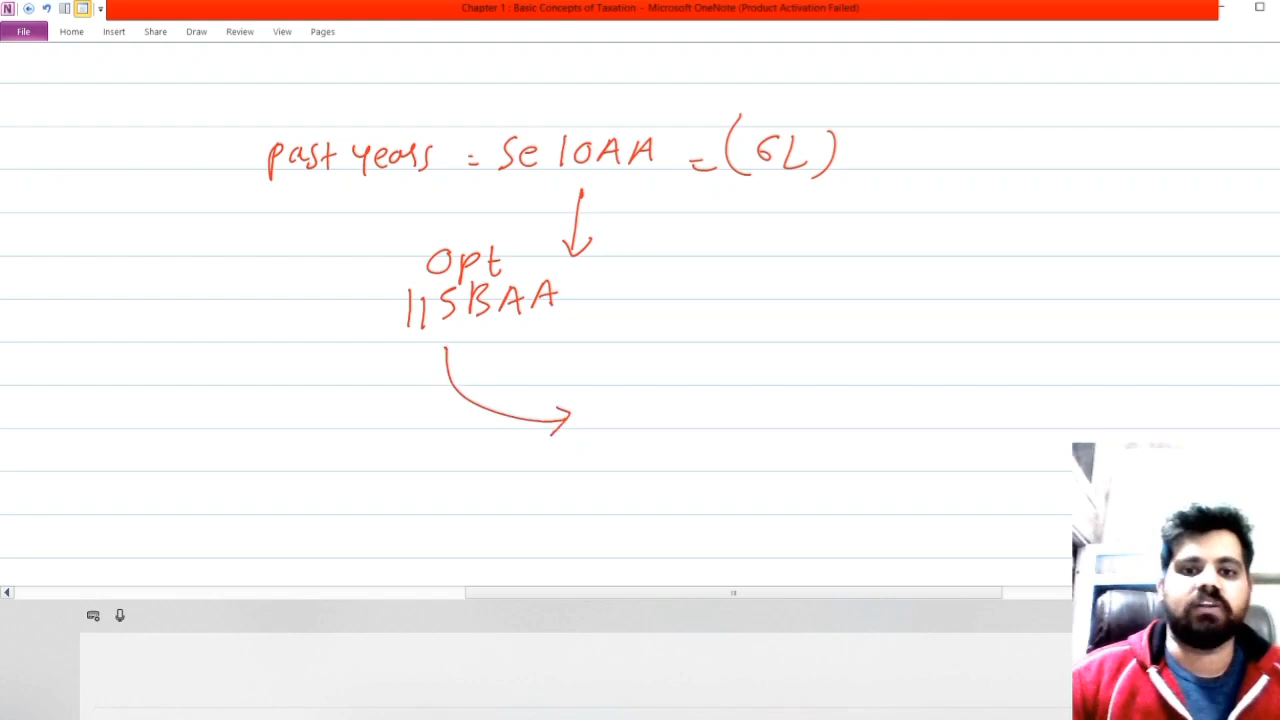 Chapter 1 : Basic Concepts of Taxation - Microsoft OneNote (Product Activation Failed)
File Home Insert Share Draw Review View Pages
past years = Se 10AA = (6L)
Opt
115BAA